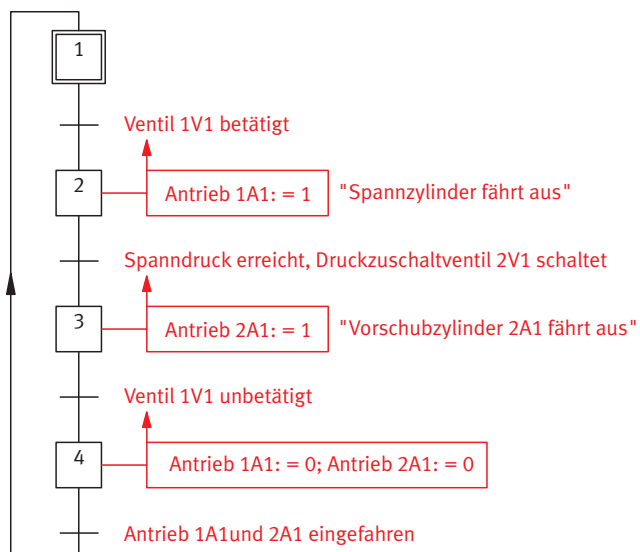 1
Ventil 1V1 betätigt
2
Antrieb 1A1: = 1 "Spannzylinder fährt aus"
Spanndruck erreicht, Druckzuschaltventil 2V1 schaltet
3
Antrieb 2A1: = 1 "Vorschubzylinder 2A1 fährt aus"
Ventil 1V1 unbetätigt
4
Antrieb 1A1: = 0; Antrieb 2A1: = 0
Antrieb 1A1und 2A1 eingefahren